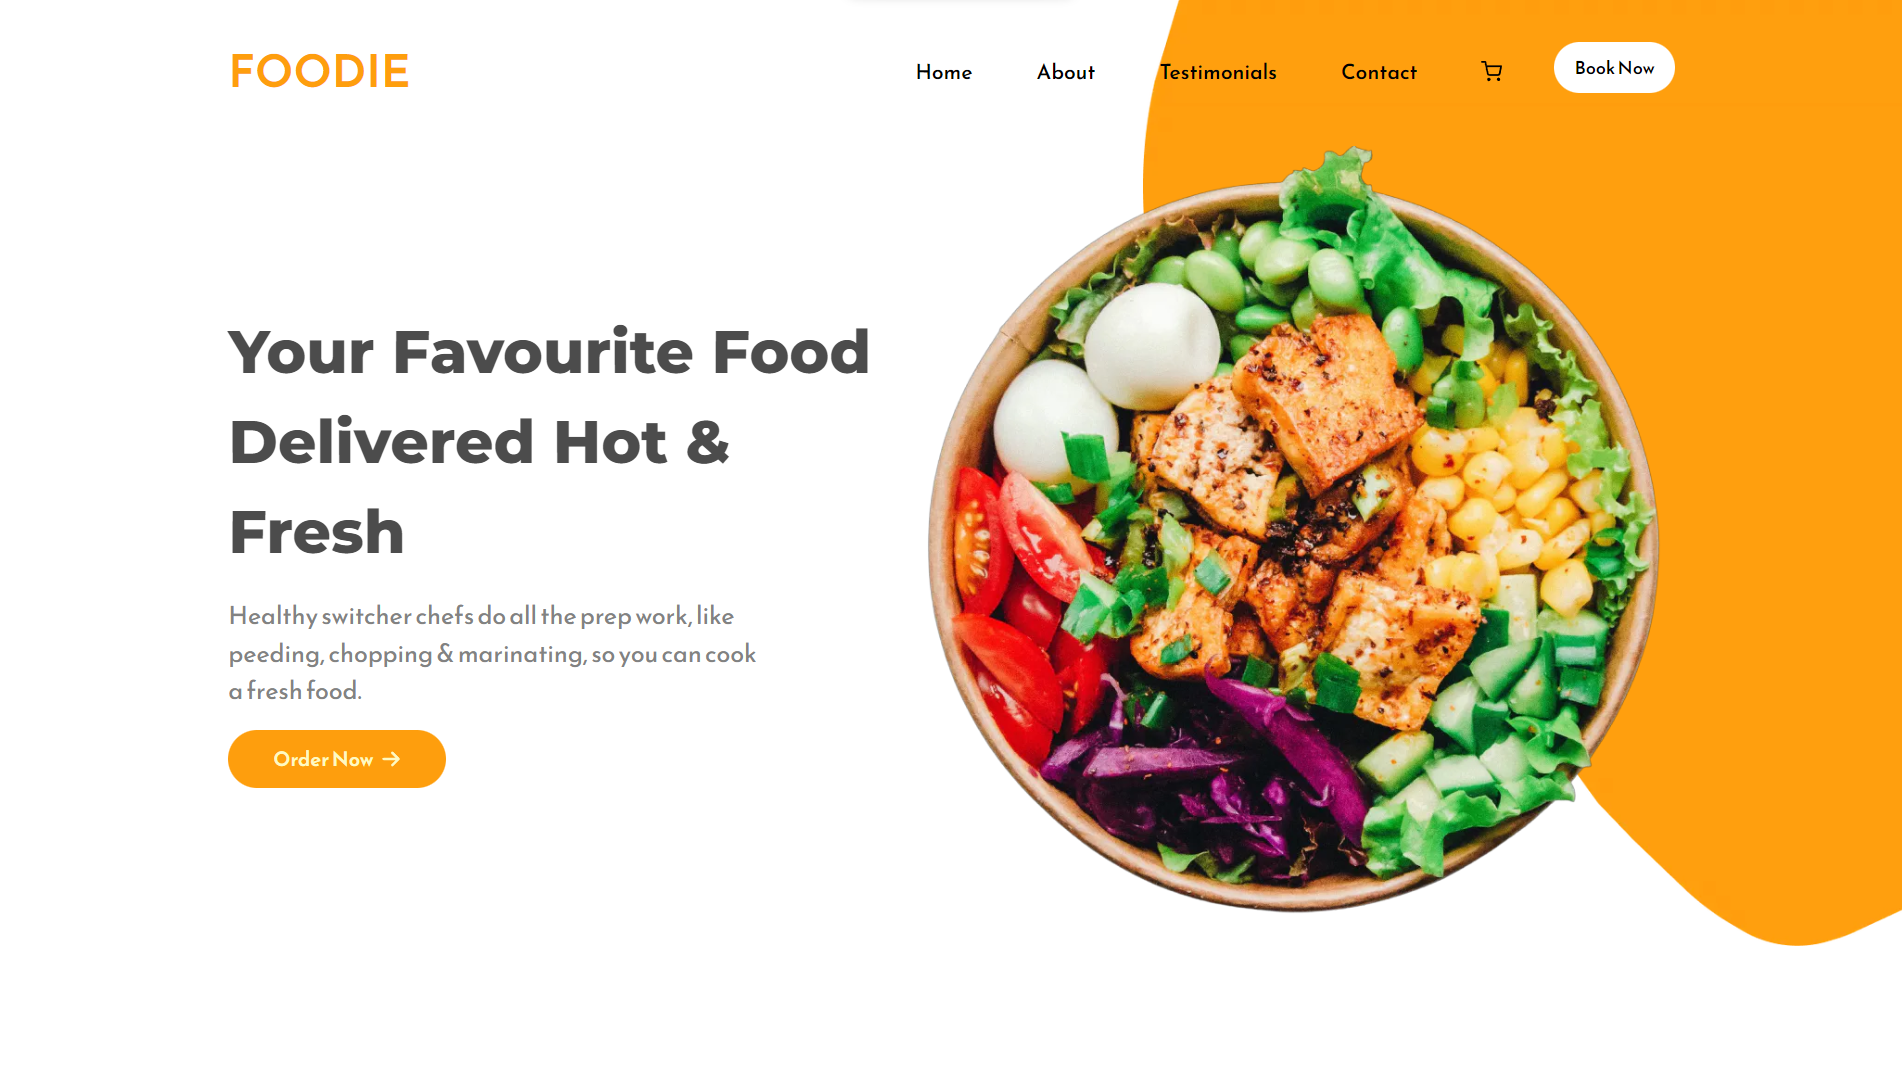 FOODIE
Home About Testimonials Contact Book Now
Your Favourite Food
Delivered Hot &
Fresh
Healthy switcher chefs do all the prep work, like
peeding, chopping & marinating, so you can cook
a fresh food.
Order Now →